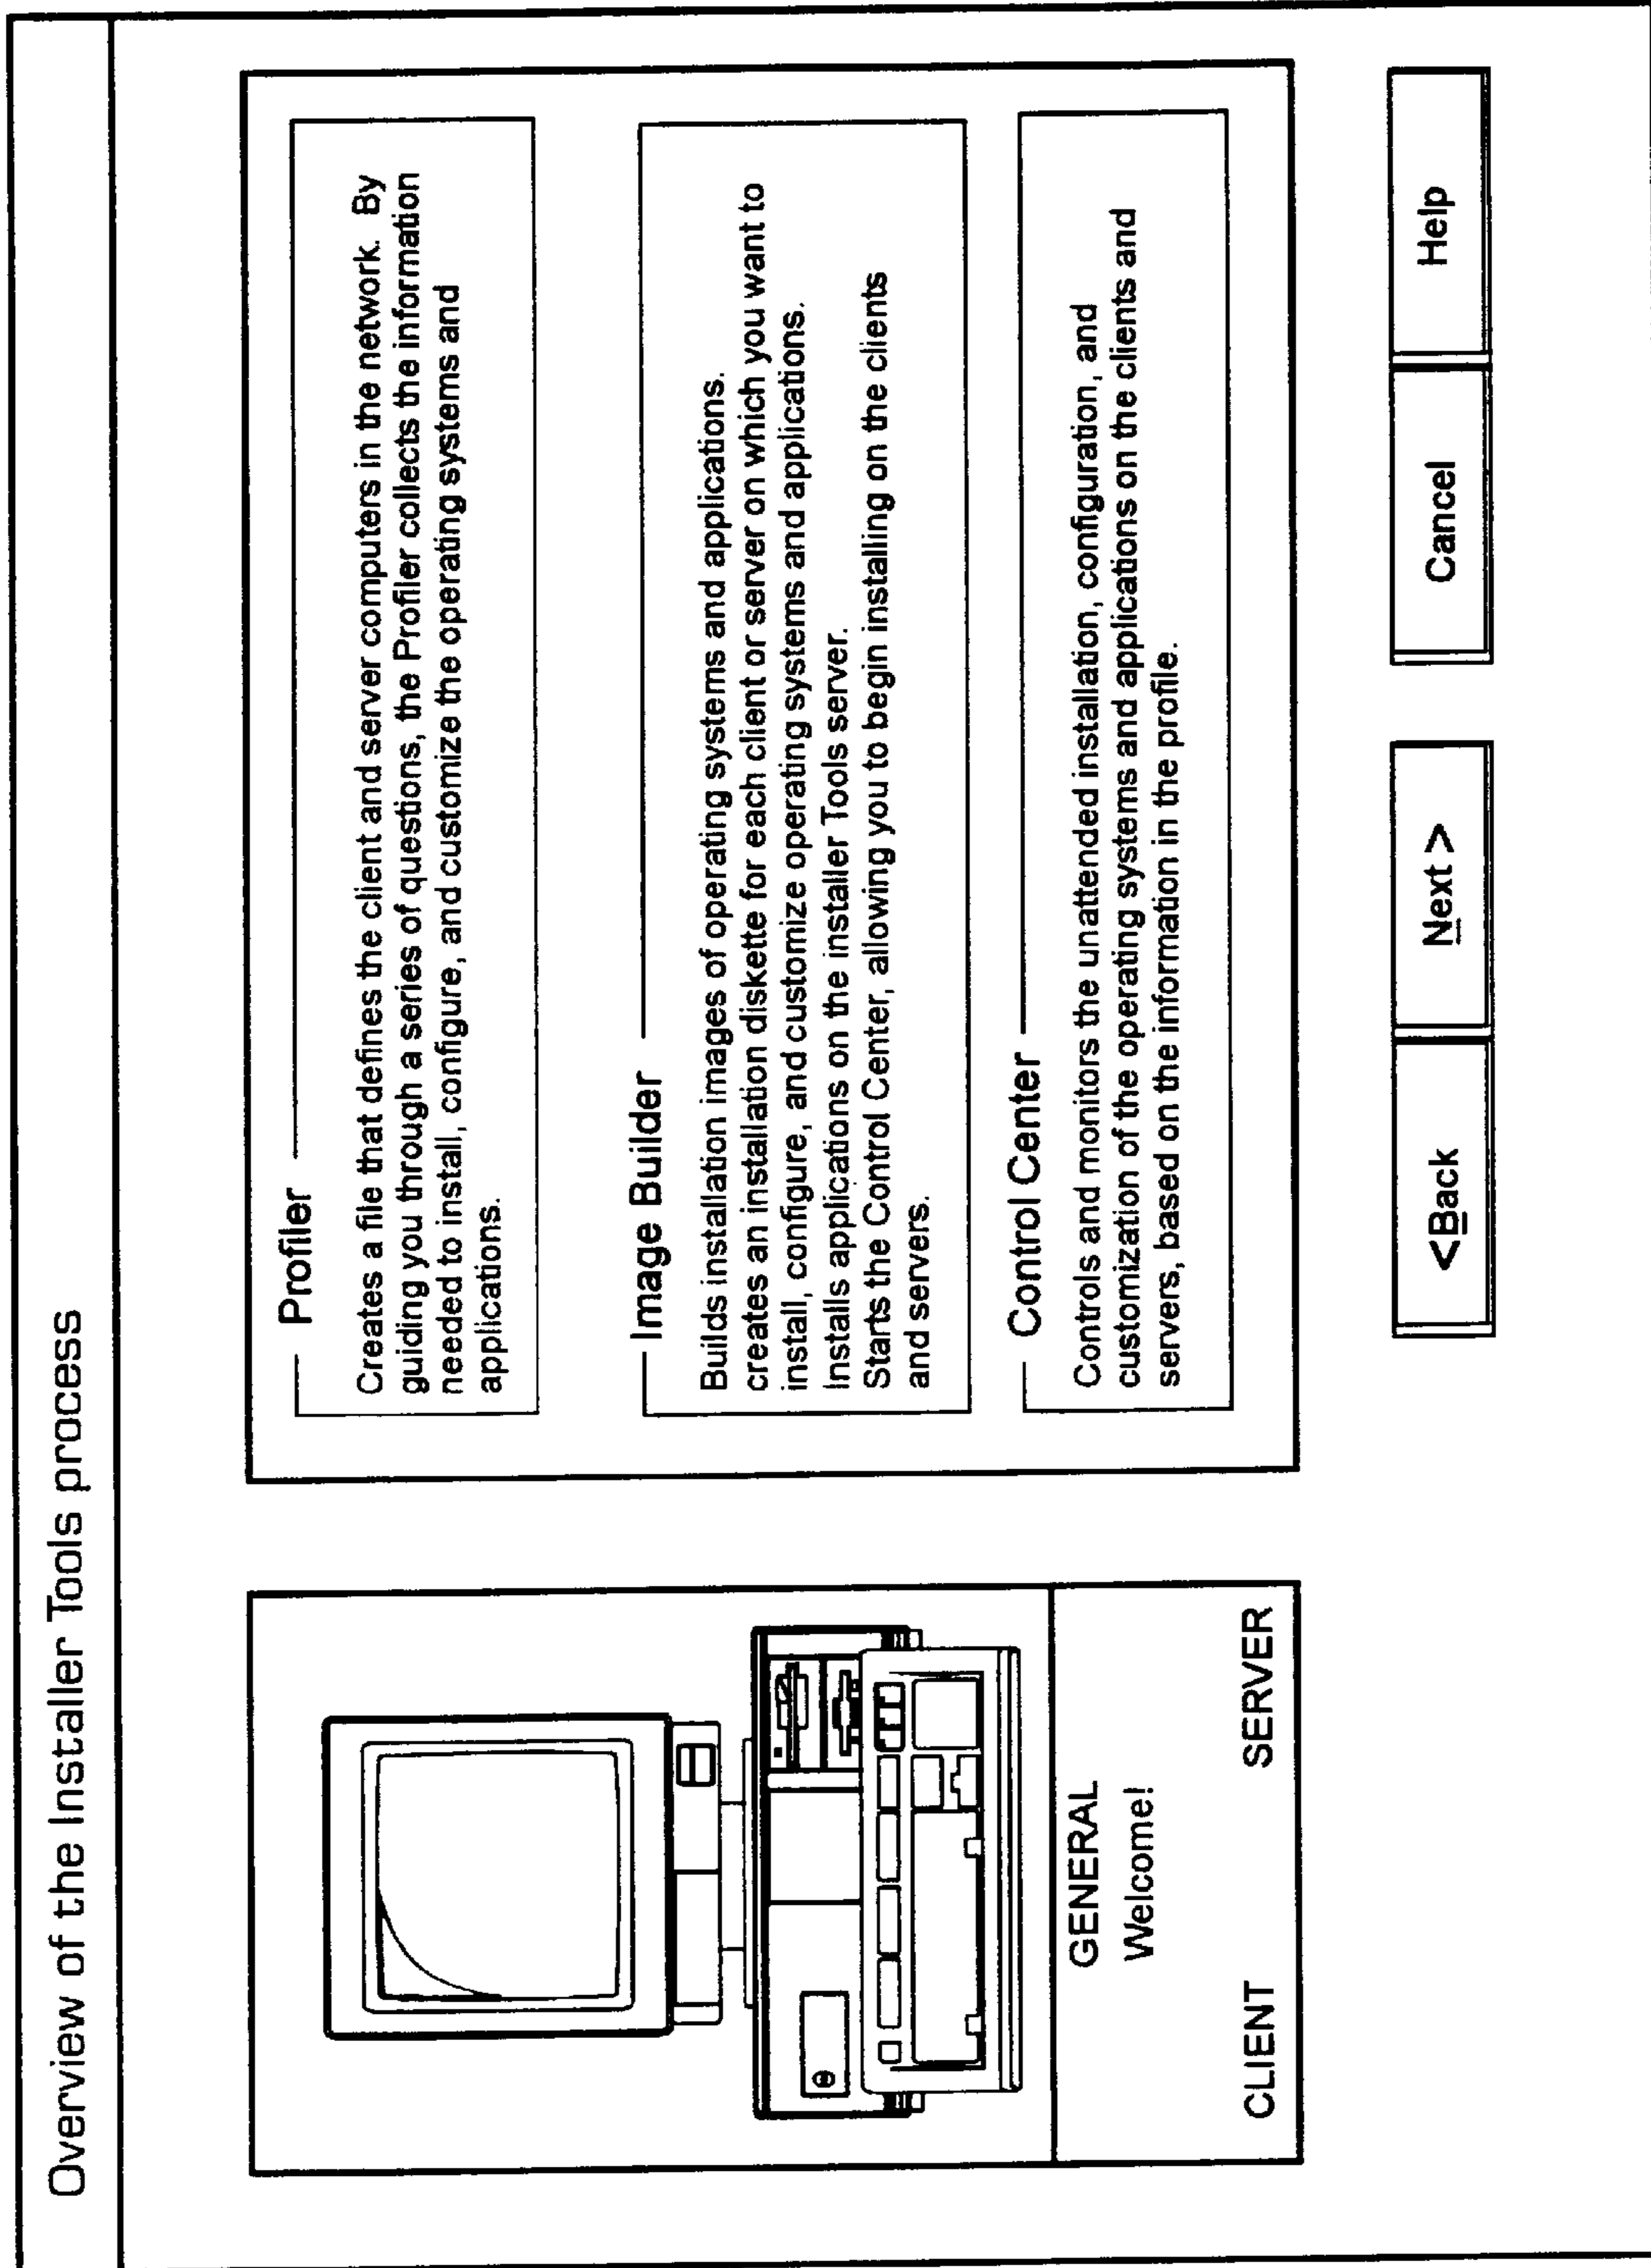 Overview of the Installer Tools process
GENERAL
Welcome!
CLIENT SERVER
Profiler
Creates a file that defines the client and server computers in the network. By
guiding you through a series of questions, the Profiler collects the information
needed to install, configure, and customize the operating systems and
applications.
Image Builder
Builds installation images of operating systems and applications.
creates an installation diskette for each client or server on which you want to
install, configure, and customize operating systems and applications.
Installs applications on the installer Tools server.
Starts the Control Center, allowing you to begin installing on the clients
and servers.
Control Center
Controls and monitors the unattended installation, configuration, and
customization of the operating systems and applications on the clients and
servers, based on the information in the profile.
<Back Next > Cancel Help